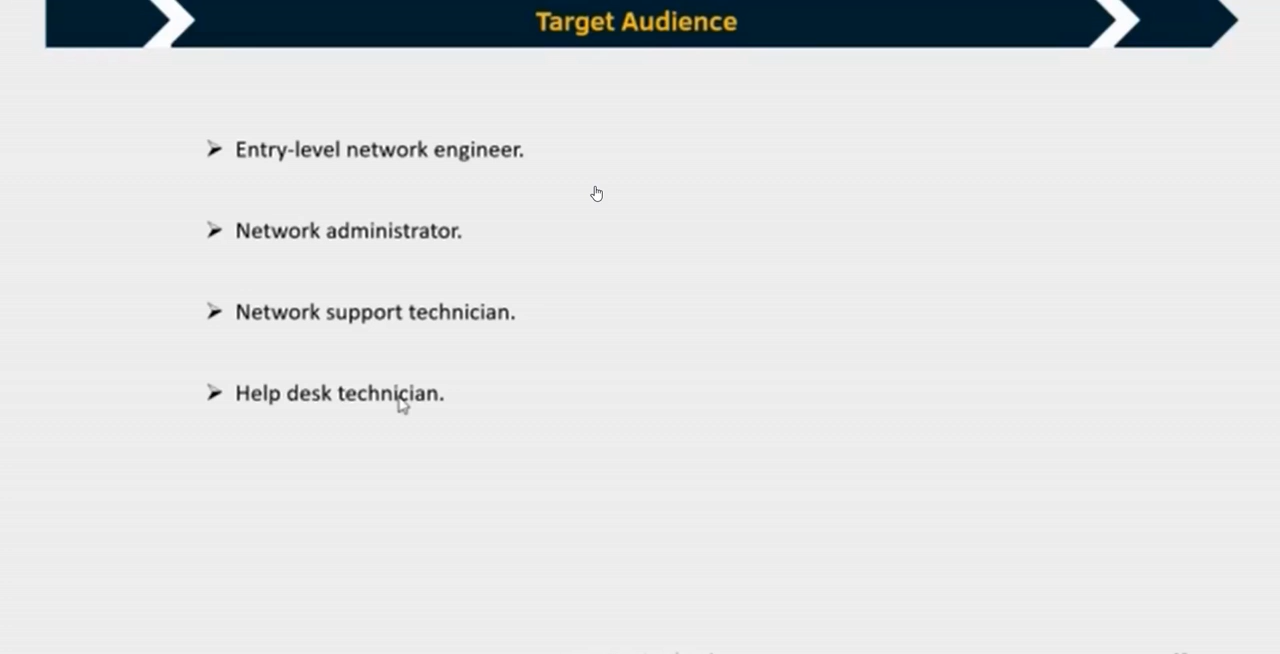 Target Audience
➢ Entry-level network engineer.
➢ Network administrator.
➢ Network support technician.
➢ Help desk technician.